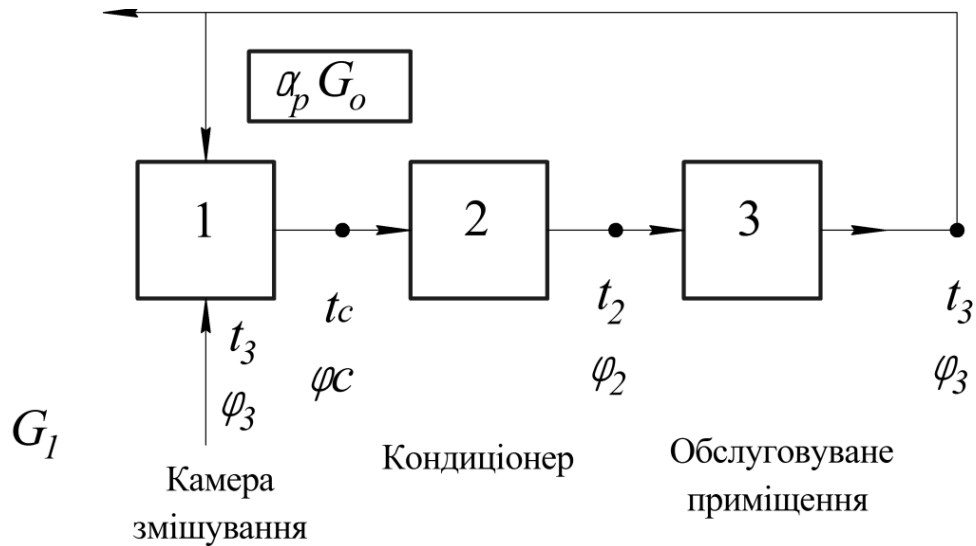 αₚ Gₒ
1
2
3
t₃
φ₃
tc
φc
t₂
φ₂
t₃
φ₃
G₁
Камера
змішування
Кондиціонер
Обслуговуване
приміщення